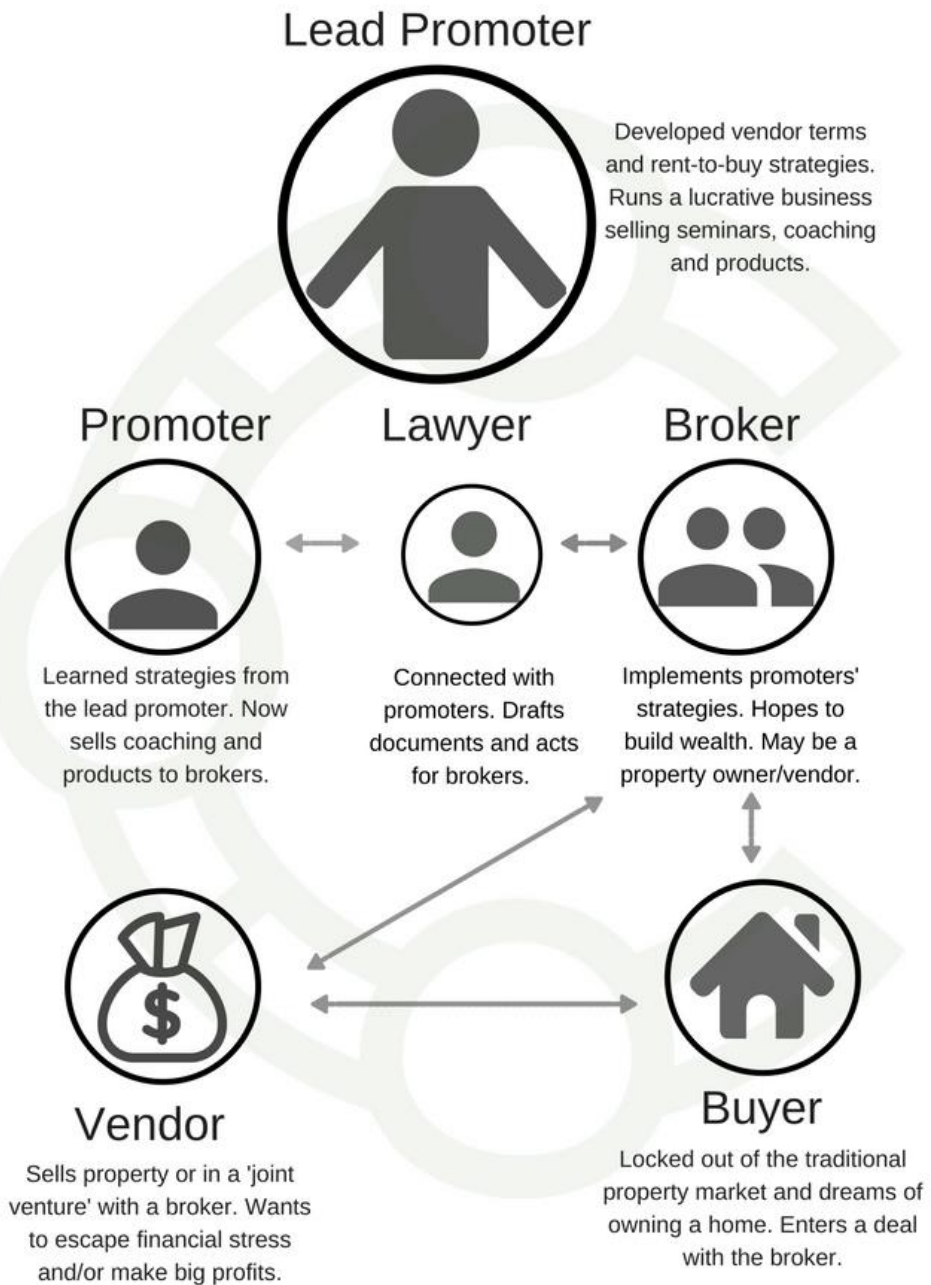 Lead Promoter
Developed vendor terms
and rent-to-buy strategies.
Runs a lucrative business
selling seminars, coaching
and products.
Promoter
Lawyer
Broker
Learned strategies from
the lead promoter. Now
sells coaching and
products to brokers.
Connected with
promoters. Drafts
documents and acts
for brokers.
Implements promoters'
strategies. Hopes to
build wealth. May be a
property owner/vendor.
$
Vendor
Sells property or in a 'joint
venture' with a broker. Wants
to escape financial stress
and/or make big profits.
Buyer
Locked out of the traditional
property market and dreams of
owning a home. Enters a deal
with the broker.